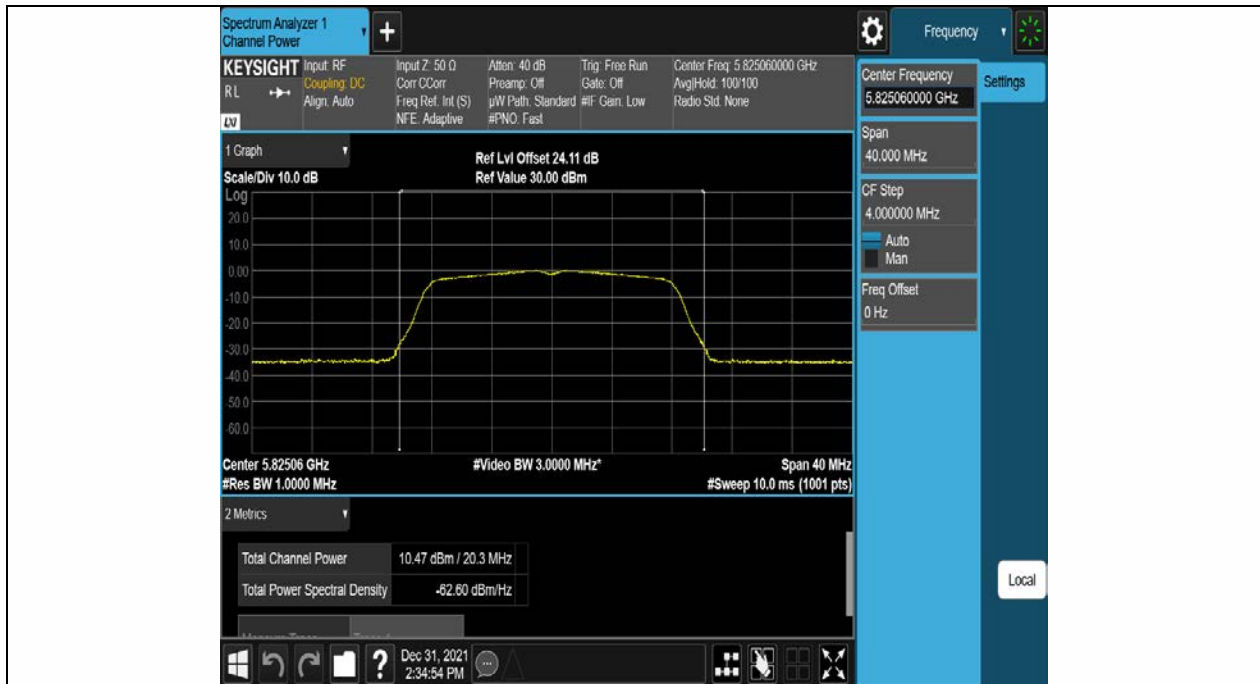 Spectrum Analyzer 1
Channel Power
+
Frequency
KEYSIGHT
RL
LXI
Input: RF
Coupling: DC
Align: Auto
Input Z: 50 Ω
Corr CCorr
Freq Ref: Int (S)
NFE: Adaptive
Atten: 40 dB
Preamp: Off
µW Path: Standard
#PNO: Fast
Trig: Free Run
Gate: Off
#IF Gain: Low
Center Freq: 5.825060000 GHz
Avg|Hold: 100/100
Radio Std: None
Center Frequency
5.825060000 GHz
Settings
Span
40.000 MHz
CF Step
4.000000 MHz
Auto
Man
Freq Offset
0 Hz
Local
1 Graph
Scale/Div 10.0 dB
Ref Lvl Offset 24.11 dB
Ref Value 30.00 dBm
Log
20.0
10.0
0.00
-10.0
-20.0
-30.0
-40.0
-50.0
-60.0
Center 5.82506 GHz
#Res BW 1.0000 MHz
#Video BW 3.0000 MHz*
Span 40 MHz
#Sweep 10.0 ms (1001 pts)
2 Metrics
Total Channel Power 10.47 dBm / 20.3 MHz
Total Power Spectral Density -62.60 dBm/Hz
?
Dec 31, 2021
2:34:54 PM